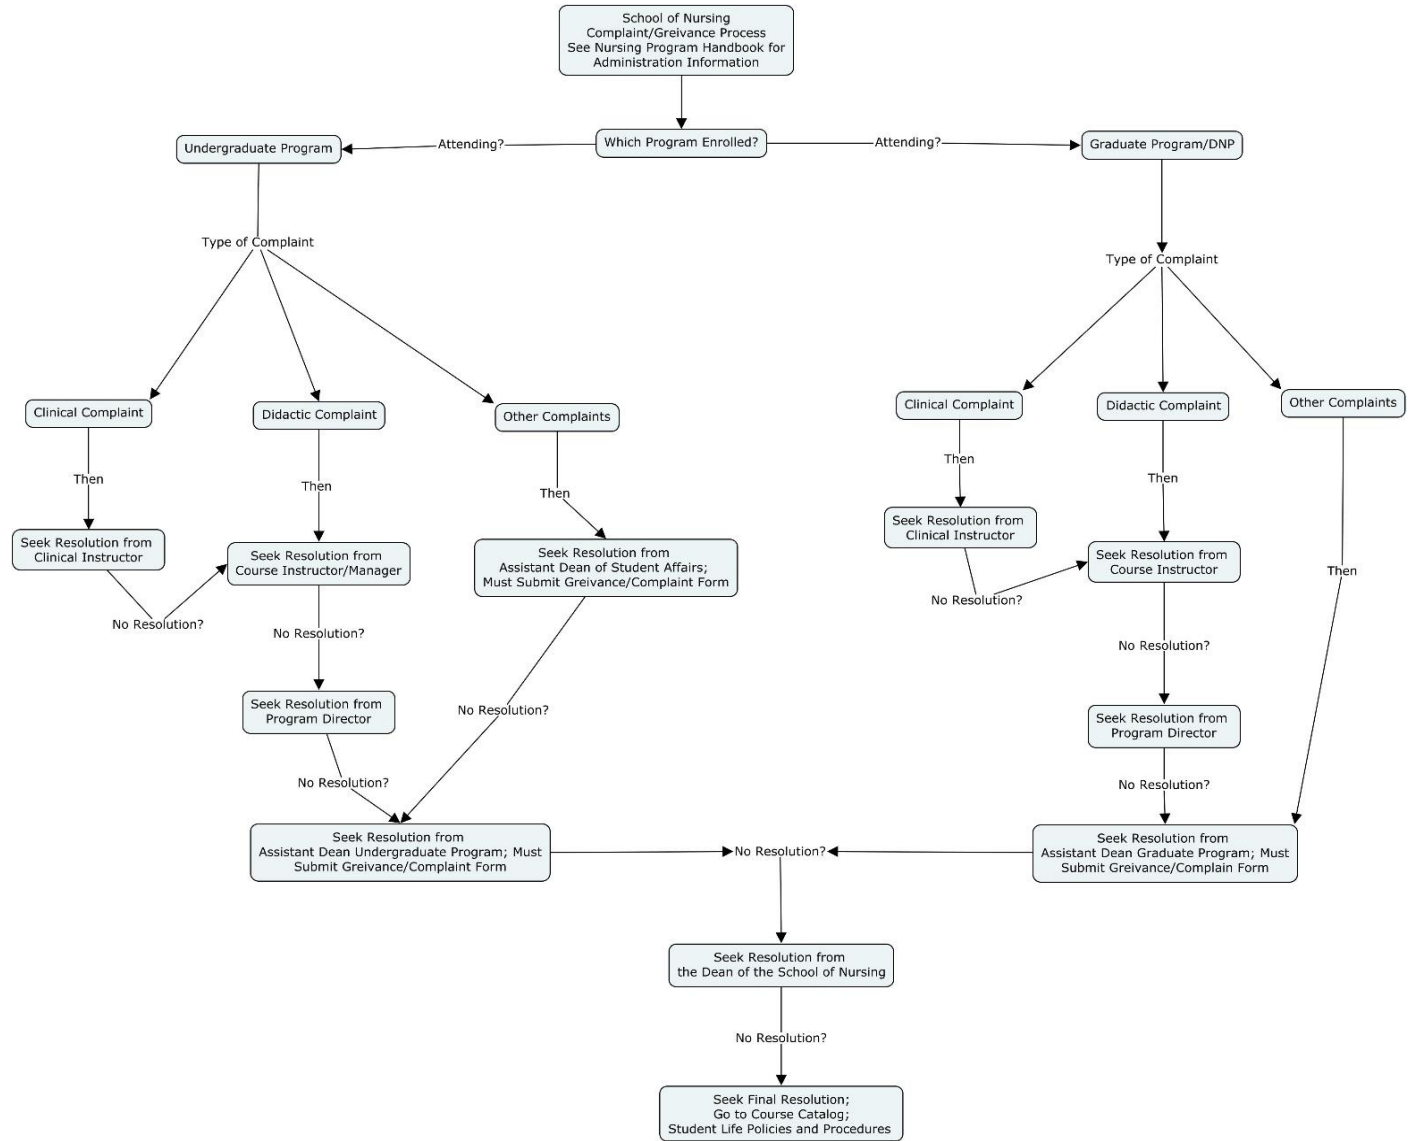 School of Nursing
Complaint/Greivance Process
See Nursing Program Handbook for
Administration Information
Which Program Enrolled?
Attending?
Attending?
Undergraduate Program
Graduate Program/DNP
Type of Complaint
Type of Complaint
Clinical Complaint
Didactic Complaint
Other Complaints
Clinical Complaint
Didactic Complaint
Other Complaints
Then
Then
Then
Then
Then
Then
Seek Resolution from
Clinical Instructor
Seek Resolution from
Course Instructor/Manager
Seek Resolution from
Assistant Dean of Student Affairs;
Must Submit Greivance/Complaint Form
Seek Resolution from
Clinical Instructor
Seek Resolution from
Course Instructor
No Resolution?
No Resolution?
No Resolution?
No Resolution?
No Resolution?
Seek Resolution from
Program Director
No Resolution?
Seek Resolution from
Program Director
No Resolution?
No Resolution?
Seek Resolution from
Assistant Dean Undergraduate Program; Must
Submit Greivance/Complaint Form
No Resolution?
Seek Resolution from
Assistant Dean Graduate Program; Must
Submit Greivance/Complain Form
Seek Resolution from
the Dean of the School of Nursing
No Resolution?
Seek Final Resolution;
Go to Course Catalog;
Student Life Policies and Procedures